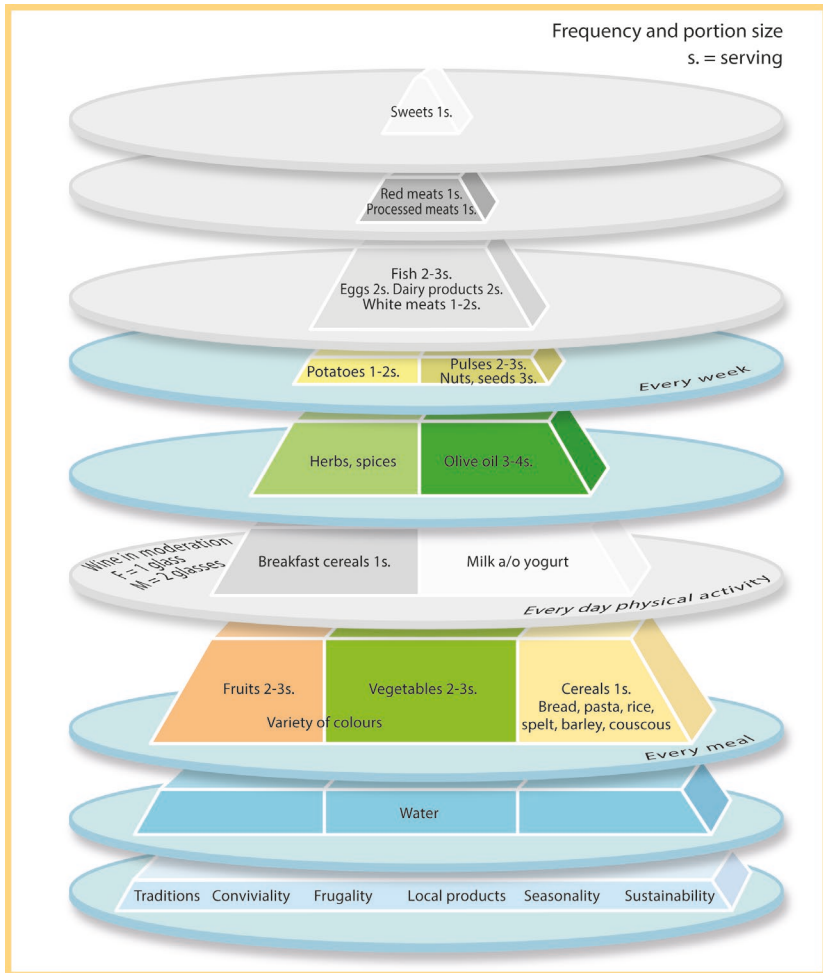 Frequency and portion size
s. = serving
Sweets 1s.
Red meats 1s.
Processed meats 1s.
Fish 2-3s.
Eggs 2s. Dairy products 2s.
White meats 1-2s.
Potatoes 1-2s.
Pulses 2-3s.
Nuts, seeds 3s.
Every week
Herbs, spices
Olive oil 3-4s.
Wine in moderation
F = 1 glass
M = 2 glasses
Breakfast cereals 1s.
Milk a/o yogurt
Every day physical activity
Fruits 2-3s.
Vegetables 2-3s.
Variety of colours
Cereals 1s.
Bread, pasta, rice,
spelt, barley, couscous
Every meal
Water
Traditions Conviviality Frugality Local products Seasonality Sustainability